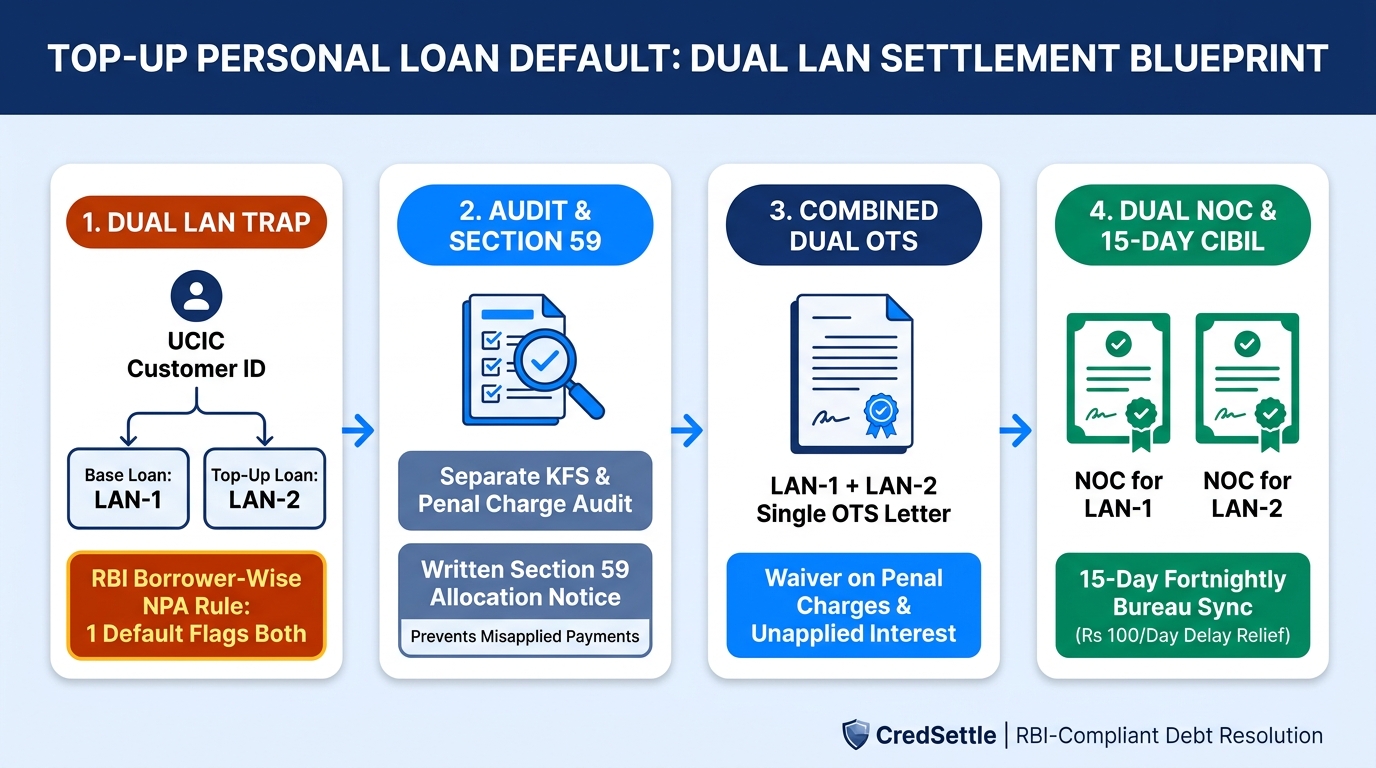 TOP-UP PERSONAL LOAN DEFAULT: DUAL LAN SETTLEMENT BLUEPRINT
1. DUAL LAN TRAP
UCIC
Customer ID
Base Loan:
LAN-1
Top-Up Loan:
LAN-2
RBI Borrower-Wise
NPA Rule:
1 Default Flags Both
2. AUDIT &
SECTION 59
Separate KFS &
Penal Charge Audit
Written Section 59
Allocation Notice
Prevents Misapplied Payments
3. COMBINED
DUAL OTS
LAN-1 + LAN-2
Single OTS Letter
Waiver on Penal
Charges &
Unapplied Interest
4. DUAL NOC &
15-DAY CIBIL
NOC for
LAN-1
NOC for
LAN-2
15-Day Fortnightly
Bureau Sync
(Rs 100/Day Delay Relief)
CredSettle | RBI-Compliant Debt Resolution